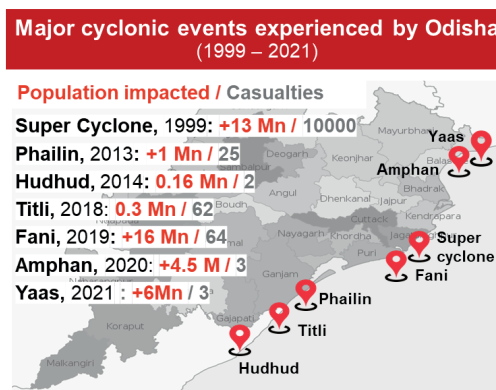 Major cyclonic events experienced by Odisha
(1999 – 2021)
Population impacted / Casualties
Super Cyclone, 1999: +13 Mn / 10000
Phailin, 2013: +1 Mn / 25
Hudhud, 2014: 0.16 Mn / 2
Titli, 2018: 0.3 Mn / 62
Fani, 2019: +16 Mn / 64
Amphan, 2020: +4.5 M / 3
Yaas, 2021 : +6Mn / 3
Mayurbhanj
Yaas
Amphan
Deogarh
Keonjhar
Bhadrak
Angul
Dhenkanal
Jajpur
Kendrapara
Boudh
Cuttack
Nayagarh
Khordha
Puri
Super
cyclone
Fani
Ganjam
Phailin
Gajapati
Titli
Koraput
Hudhud
Malkangiri